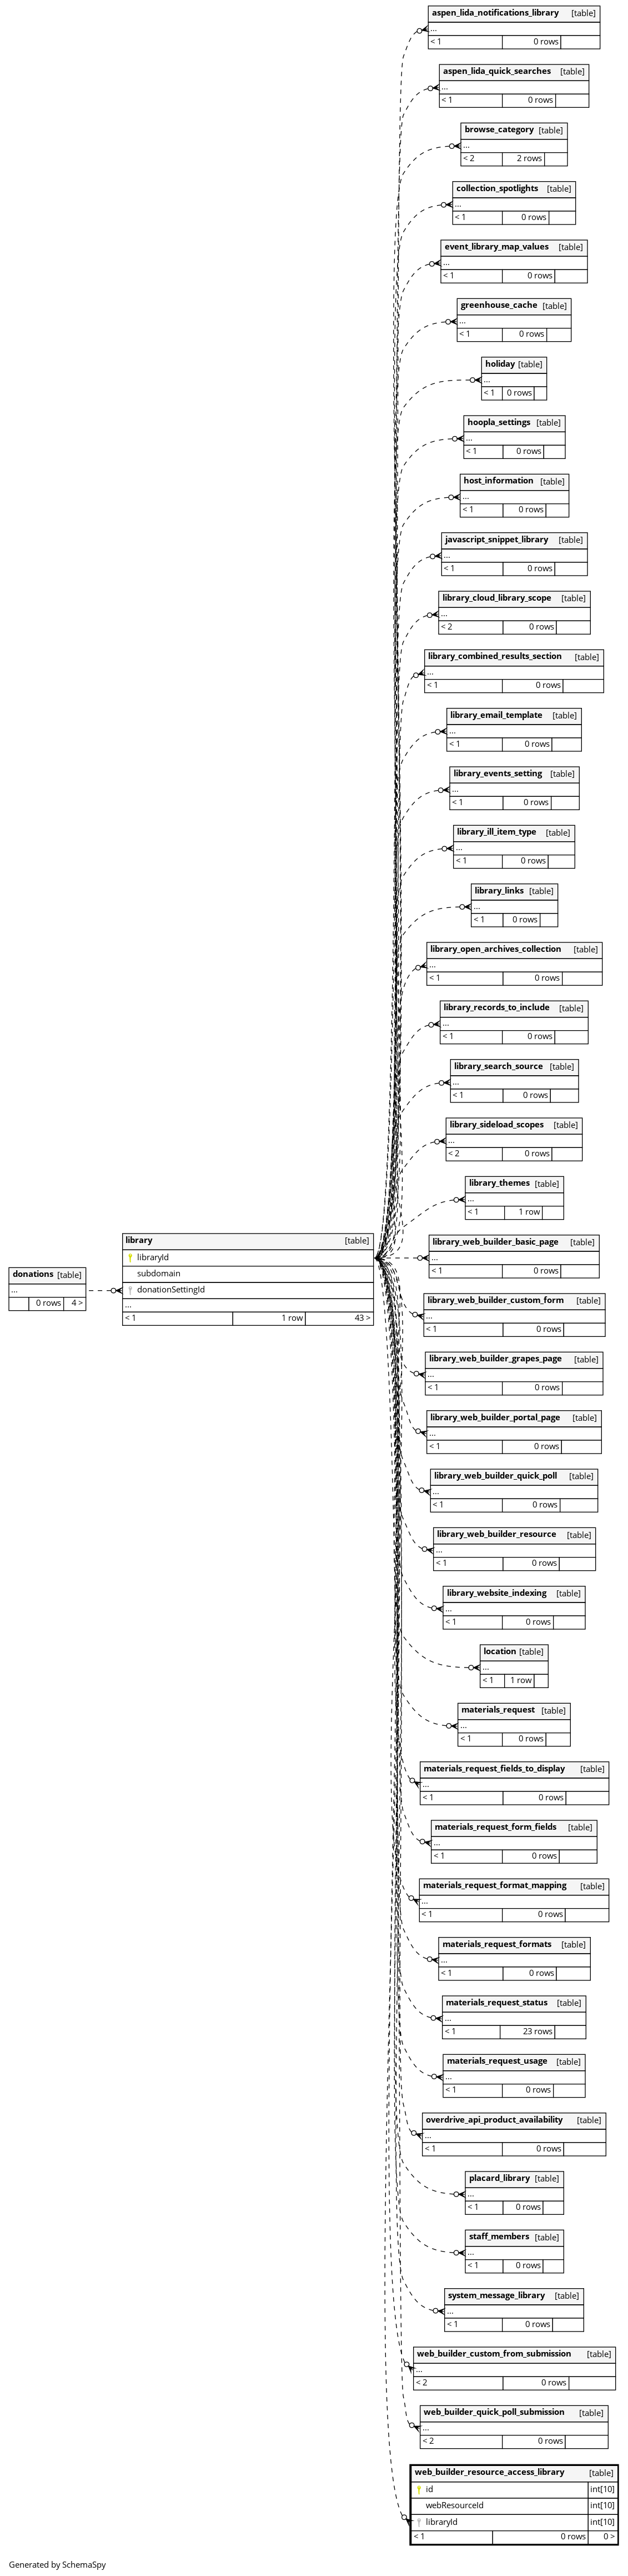 aspen_lida_notifications_library [table]
...
< 1 0 rows
aspen_lida_quick_searches [table]
...
< 1 0 rows
browse_category [table]
...
< 2 2 rows
collection_spotlights [table]
...
< 1 0 rows
event_library_map_values [table]
...
< 1 0 rows
greenhouse_cache [table]
...
< 1 0 rows
holiday [table]
...
< 1 0 rows
hoopla_settings [table]
...
< 1 0 rows
host_information [table]
...
< 1 0 rows
javascript_snippet_library [table]
...
< 1 0 rows
library_cloud_library_scope [table]
...
< 2 0 rows
library_combined_results_section [table]
...
< 1 0 rows
library_email_template [table]
...
< 1 0 rows
library_events_setting [table]
...
< 1 0 rows
library_ill_item_type [table]
...
< 1 0 rows
library_links [table]
...
< 1 0 rows
library_open_archives_collection [table]
...
< 1 0 rows
library_records_to_include [table]
...
< 1 0 rows
library_search_source [table]
...
< 1 0 rows
library_sideload_scopes [table]
...
< 2 0 rows
library_themes [table]
...
< 1 1 row
donations [table]
...
0 rows 4 >
library [table]
libraryId
subdomain
donationSettingId
...
< 1 1 row 43 >
library_web_builder_basic_page [table]
...
< 1 0 rows
library_web_builder_custom_form [table]
...
< 1 0 rows
library_web_builder_grapes_page [table]
...
< 1 0 rows
library_web_builder_portal_page [table]
...
< 1 0 rows
library_web_builder_quick_poll [table]
...
< 1 0 rows
library_web_builder_resource [table]
...
< 1 0 rows
library_website_indexing [table]
...
< 1 0 rows
location [table]
...
< 1 1 row
materials_request [table]
...
< 1 0 rows
materials_request_fields_to_display [table]
...
< 1 0 rows
materials_request_form_fields [table]
...
< 1 0 rows
materials_request_format_mapping [table]
...
< 1 0 rows
materials_request_formats [table]
...
< 1 0 rows
materials_request_status [table]
...
< 1 23 rows
materials_request_usage [table]
...
< 1 0 rows
overdrive_api_product_availability [table]
...
< 1 0 rows
placard_library [table]
...
< 1 0 rows
staff_members [table]
...
< 1 0 rows
system_message_library [table]
...
< 1 0 rows
web_builder_custom_from_submission [table]
...
< 2 0 rows
web_builder_quick_poll_submission [table]
...
< 2 0 rows
web_builder_resource_access_library [table]
id int[10]
webResourceId int[10]
libraryId int[10]
< 1 0 rows 0 >
Generated by SchemaSpy